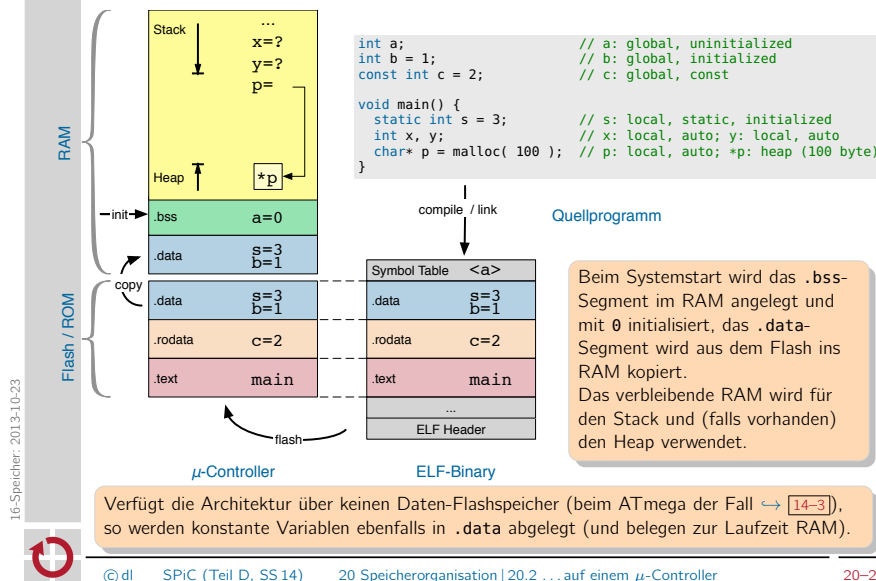 Stack
...
x=?
y=?
p=
Heap
*p
RAM
init
.bss a=0
.data s=3
b=1
copy
Flash / ROM
.data s=3
b=1
.rodata c=2
.text main
flash
µ-Controller
int a; // a: global, uninitialized
int b = 1; // b: global, initialized
const int c = 2; // c: global, const
void main() {
static int s = 3; // s: local, static, initialized
int x, y; // x: local, auto; y: local, auto
char* p = malloc( 100 ); // p: local, auto; *p: heap (100 byte)
}
compile / link
Quellprogramm
Symbol Table <a>
.data s=3
b=1
.rodata c=2
.text main
...
ELF Header
ELF-Binary
Beim Systemstart wird das .bss-
Segment im RAM angelegt und
mit 0 initialisiert, das .data-
Segment wird aus dem Flash ins
RAM kopiert.
Das verbleibende RAM wird für
den Stack und (falls vorhanden)
den Heap verwendet.
Verfügt die Architektur über keinen Daten-Flashspeicher (beim ATmega der Fall ↪ 14–3),
so werden konstante Variablen ebenfalls in .data abgelegt (und belegen zur Laufzeit RAM).
16-Speicher: 2013-10-23
© dl SPiC (Teil D, SS 14) 20 Speicherorganisation | 20.2 ... auf einem µ-Controller 20–2